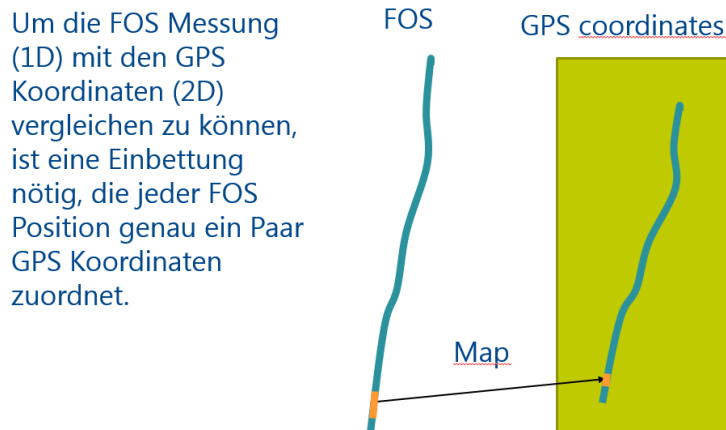 Um die FOS Messung
(1D) mit den GPS
Koordinaten (2D)
vergleichen zu können,
ist eine Einbettung
nötig, die jeder FOS
Position genau ein Paar
GPS Koordinaten
zuordnet.
FOS
GPS coordinates
Map